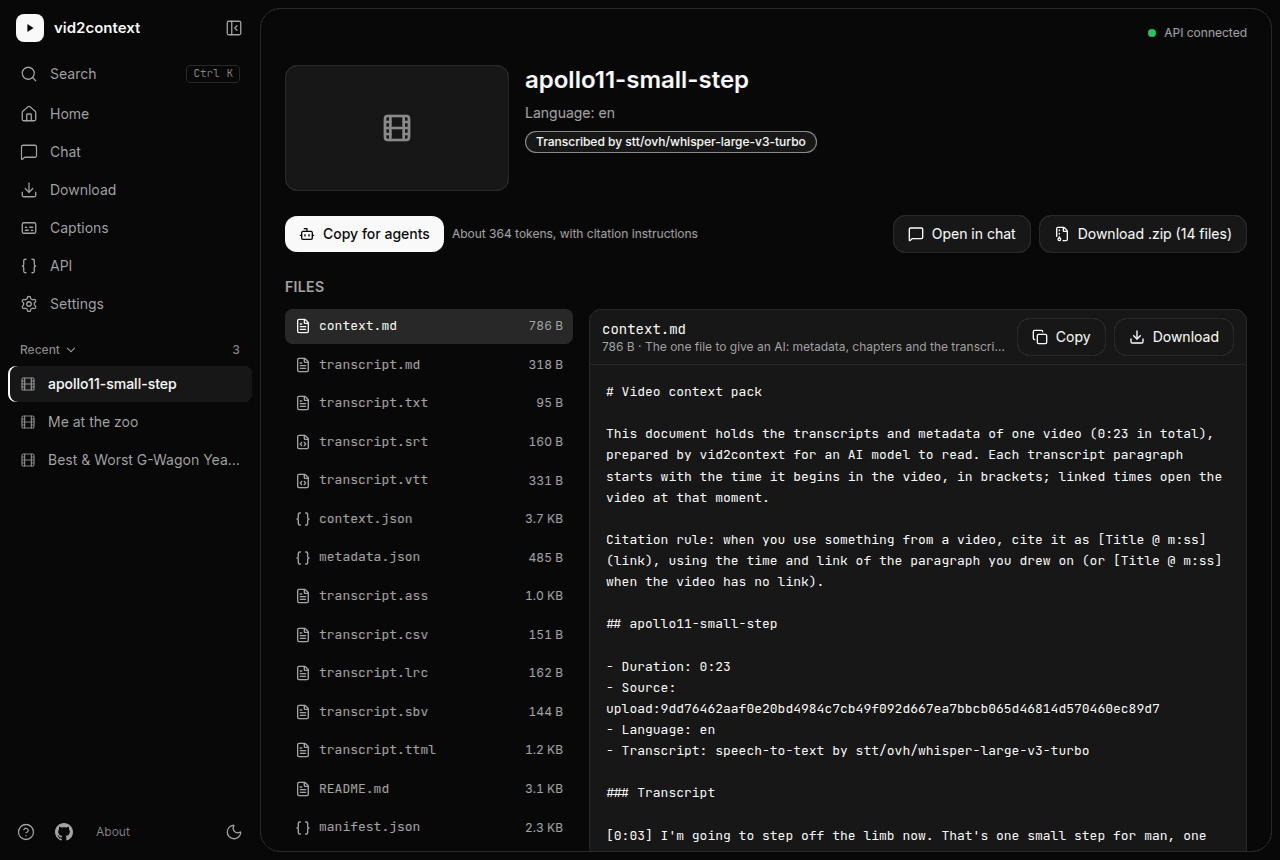 vid2context
API connected
Search
Ctrl K
Home
Chat
Download
Captions
API
Settings
Recent
3
apollo11-small-step
Me at the zoo
Best & Worst G-Wagon Yea...
About
apollo11-small-step
Language: en
Transcribed by stt/ovh/whisper-large-v3-turbo
Copy for agents
About 364 tokens, with citation instructions
Open in chat
Download .zip (14 files)
FILES
context.md 786 B
transcript.md 318 B
transcript.txt 95 B
transcript.srt 160 B
transcript.vtt 331 B
context.json 3.7 KB
metadata.json 485 B
transcript.ass 1.0 KB
transcript.csv 151 B
transcript.lrc 162 B
transcript.sbv 144 B
transcript.ttml 1.2 KB
README.md 3.1 KB
manifest.json 2.3 KB
context.md
786 B · The one file to give an AI: metadata, chapters and the transcri...
Copy
Download
# Video context pack
This document holds the transcripts and metadata of one video (0:23 in total),
prepared by vid2context for an AI model to read. Each transcript paragraph
starts with the time it begins in the video, in brackets; linked times open the
video at that moment.
Citation rule: when you use something from a video, cite it as [Title @ m:ss]
(link), using the time and link of the paragraph you drew on (or [Title @ m:ss]
when the video has no link).
## apollo11-small-step
- Duration: 0:23
- Source:
upload:9dd76462aaf0e20bd4984c7cb49f092d667ea7bbcb065d46814d570460ec89d7
- Language: en
- Transcript: speech-to-text by stt/ovh/whisper-large-v3-turbo
### Transcript
[0:03] I'm going to step off the limb now. That's one small step for man, one